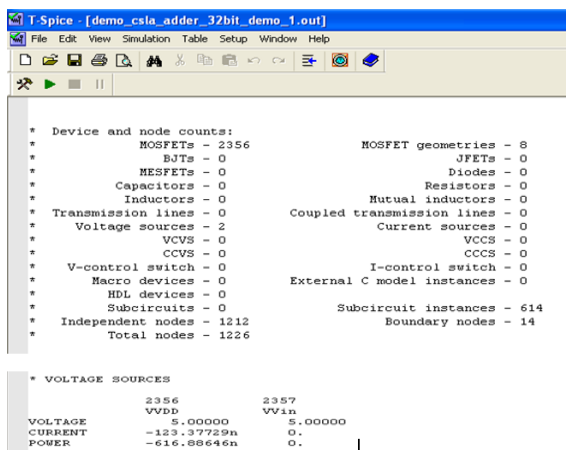 T-Spice - [demo_csla_adder_32bit_demo_1.out]
File Edit View Simulation Table Setup Window Help
* Device and node counts:
* MOSFETs - 2356 MOSFET geometries - 8
* BJTs - 0 JFETs - 0
* MESFETs - 0 Diodes - 0
* Capacitors - 0 Resistors - 0
* Inductors - 0 Mutual inductors - 0
* Transmission lines - 0 Coupled transmission lines - 0
* Voltage sources - 2 Current sources - 0
* VCVS - 0 VCCS - 0
* CCVS - 0 CCCS - 0
* V-control switch - 0 I-control switch - 0
* Macro devices - 0 External C model instances - 0
* HDL devices - 0
* Subcircuits - 0 Subcircuit instances - 614
* Independent nodes - 1212 Boundary nodes - 14
* Total nodes - 1226
* VOLTAGE SOURCES
2356 2357
VVDD VVin
VOLTAGE 5.00000 5.00000
CURRENT -123.37729n 0.
POWER -616.88646n 0.